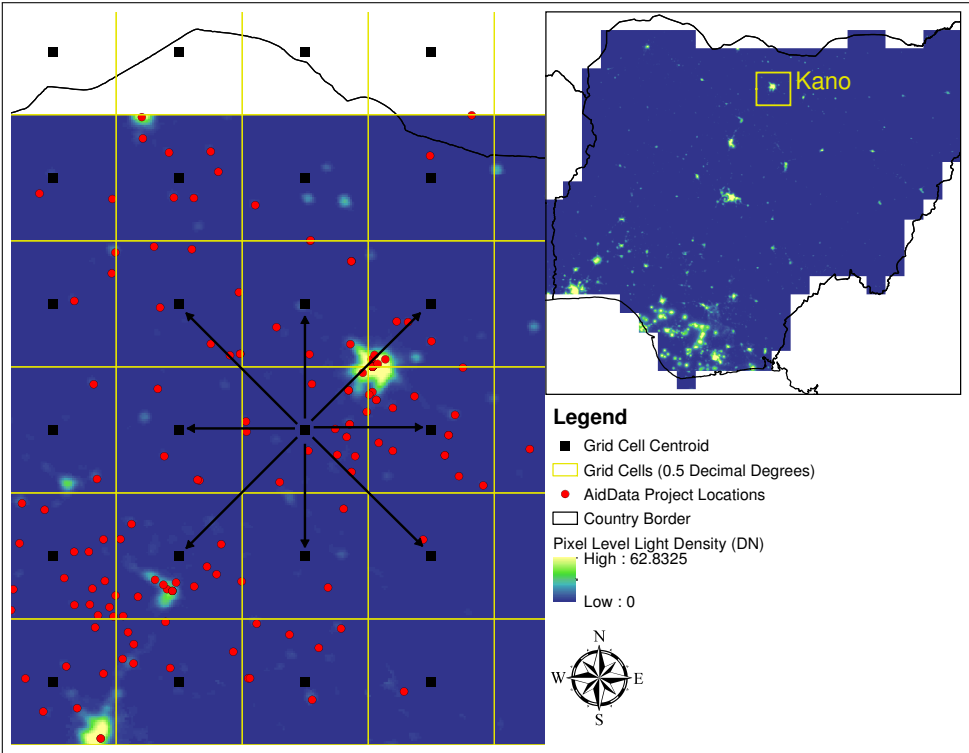 Kano
Legend
Grid Cell Centroid
Grid Cells (0.5 Decimal Degrees)
AidData Project Locations
Country Border
Pixel Level Light Density (DN)
High : 62.8325
Low : 0
N
W E
S